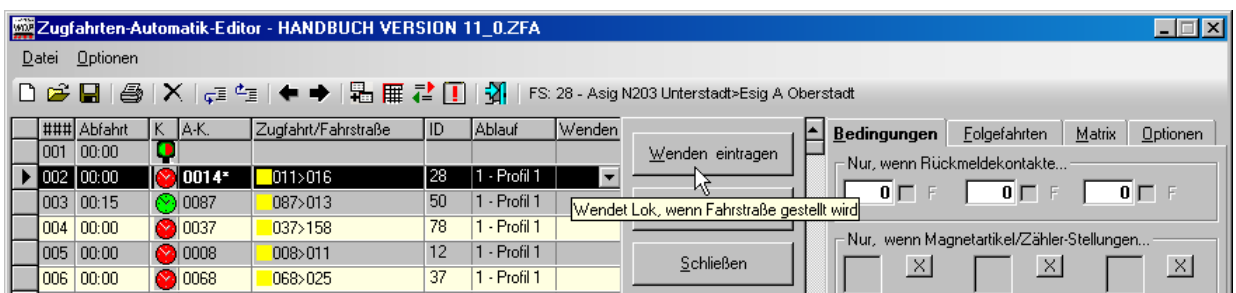 WDP Zugfahrten-Automatik-Editor - HANDBUCH VERSION 11_0.ZFA
Datei Optionen
FS: 28 - Asig N203 Unterstadt>Esig A Oberstadt
### Abfahrt K A-K. Zugfahrt/Fahrstraße ID Ablauf Wenden
001 00:00
002 00:00 0014* 011>016 28 1 - Profil 1
003 00:15 0087 087>013 50 1 - Profil 1
004 00:00 0037 037>158 78 1 - Profil 1
005 00:00 0008 008>011 12 1 - Profil 1
006 00:00 0068 068>025 37 1 - Profil 1
Wenden eintragen
Wendet Lok, wenn Fahrstraße gestellt wird
Schließen
Bedingungen Folgefahrten Matrix Optionen
Nur, wenn Rückmeldekontakte...
0 F 0 F 0 F
Nur, wenn Magnetartikel/Zähler-Stellungen...
X X X